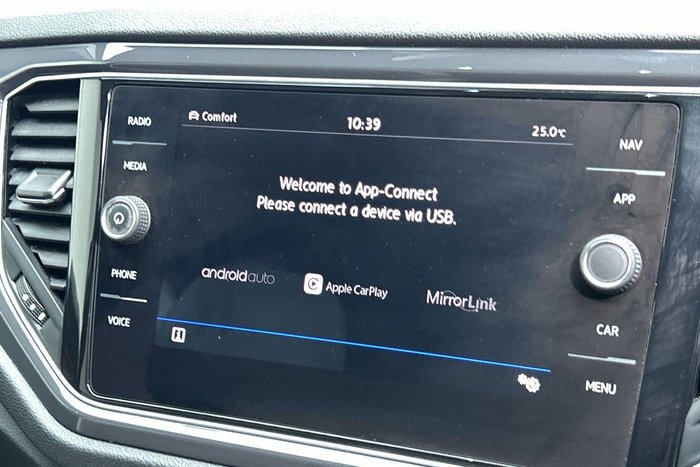 RADIO
MEDIA
PHONE
VOICE
Comfort
10:39
25.0°C
Welcome to App-Connect
Please connect a device via USB.
androidauto
Apple CarPlay
MirrorLink
NAV
APP
CAR
MENU